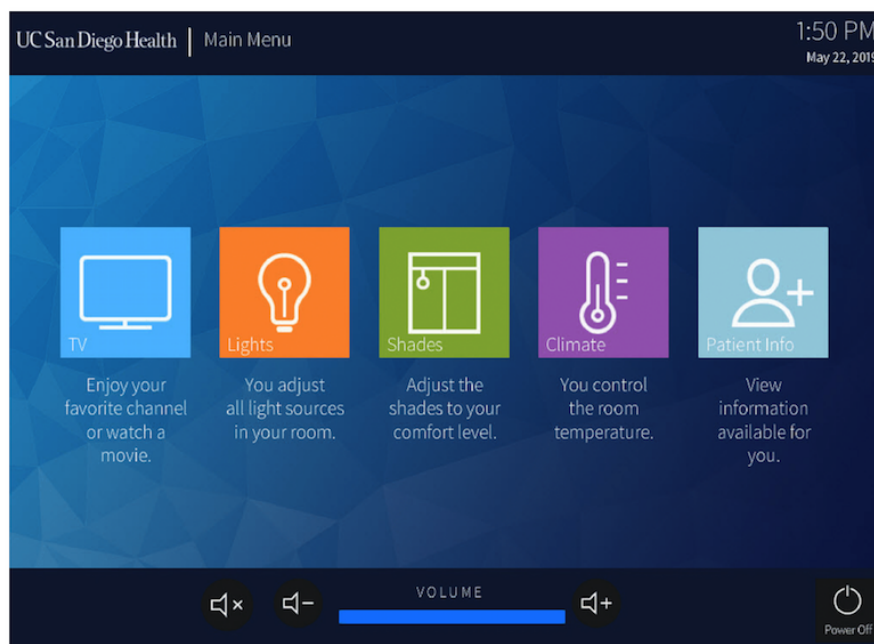 UC San Diego Health | Main Menu
1:50 PM
May 22, 2019
TV
Enjoy your
favorite channel
or watch a
movie.
Lights
You adjust
all light sources
in your room.
Shades
Adjust the
shades to your
comfort level.
Climate
You control
the room
temperature.
Patient Info
View
information
available for
you.
VOLUME
Power Off